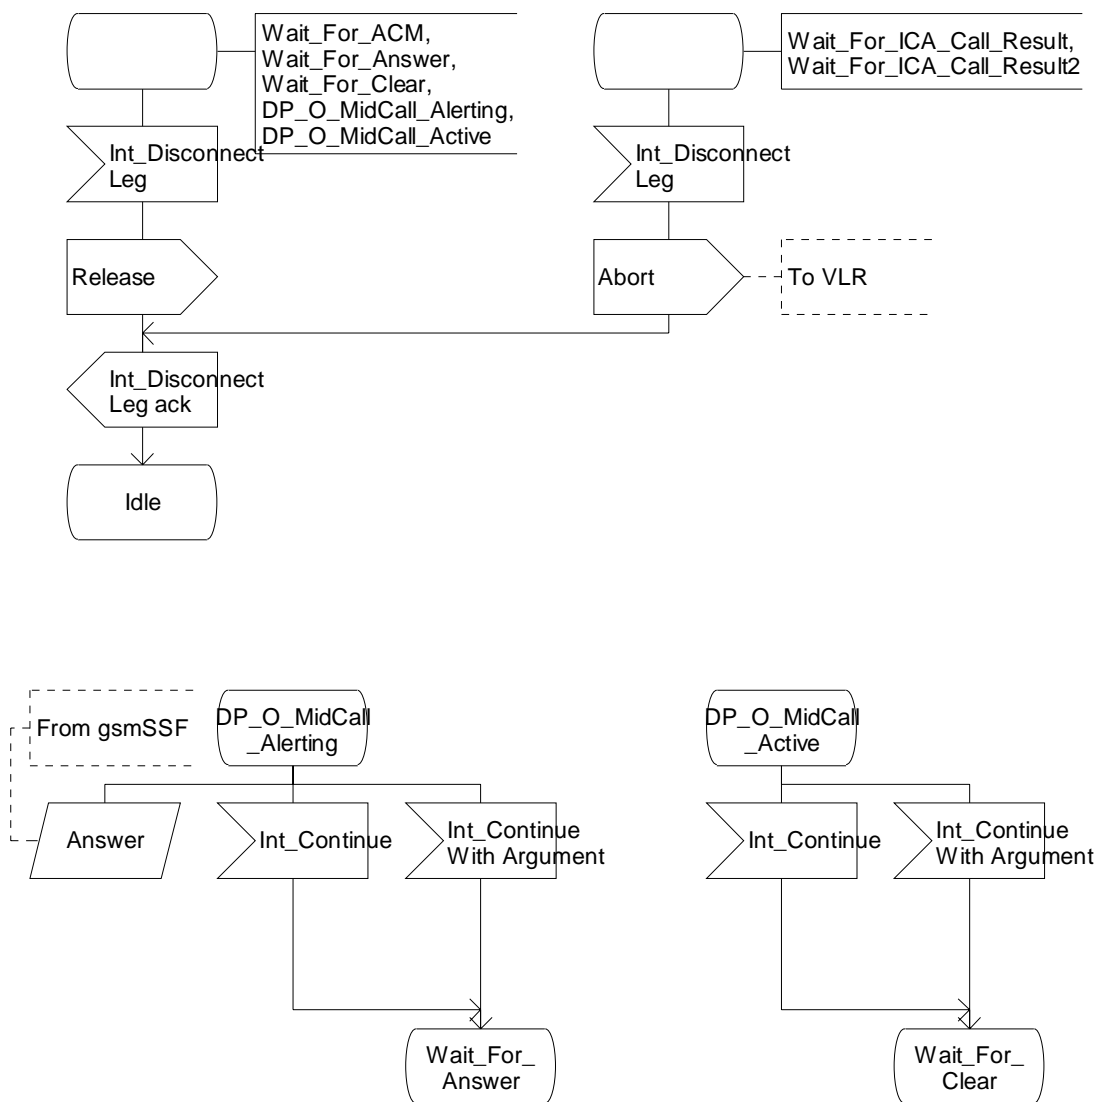 Wait_For_ACM,
Wait_For_Answer,
Wait_For_Clear,
DP_O_MidCall_Alerting,
DP_O_MidCall_Active
Wait_For_ICA_Call_Result,
Wait_For_ICA_Call_Result2
Int_Disconnect
Leg
Int_Disconnect
Leg
Release
Abort
To VLR
Int_Disconnect
Leg ack
Idle
From gsmSSF
DP_O_MidCall
_Alerting
DP_O_MidCall
_Active
Answer
Int_Continue
Int_Continue
With Argument
Int_Continue
Int_Continue
With Argument
Wait_For_
Answer
Wait_For_
Clear